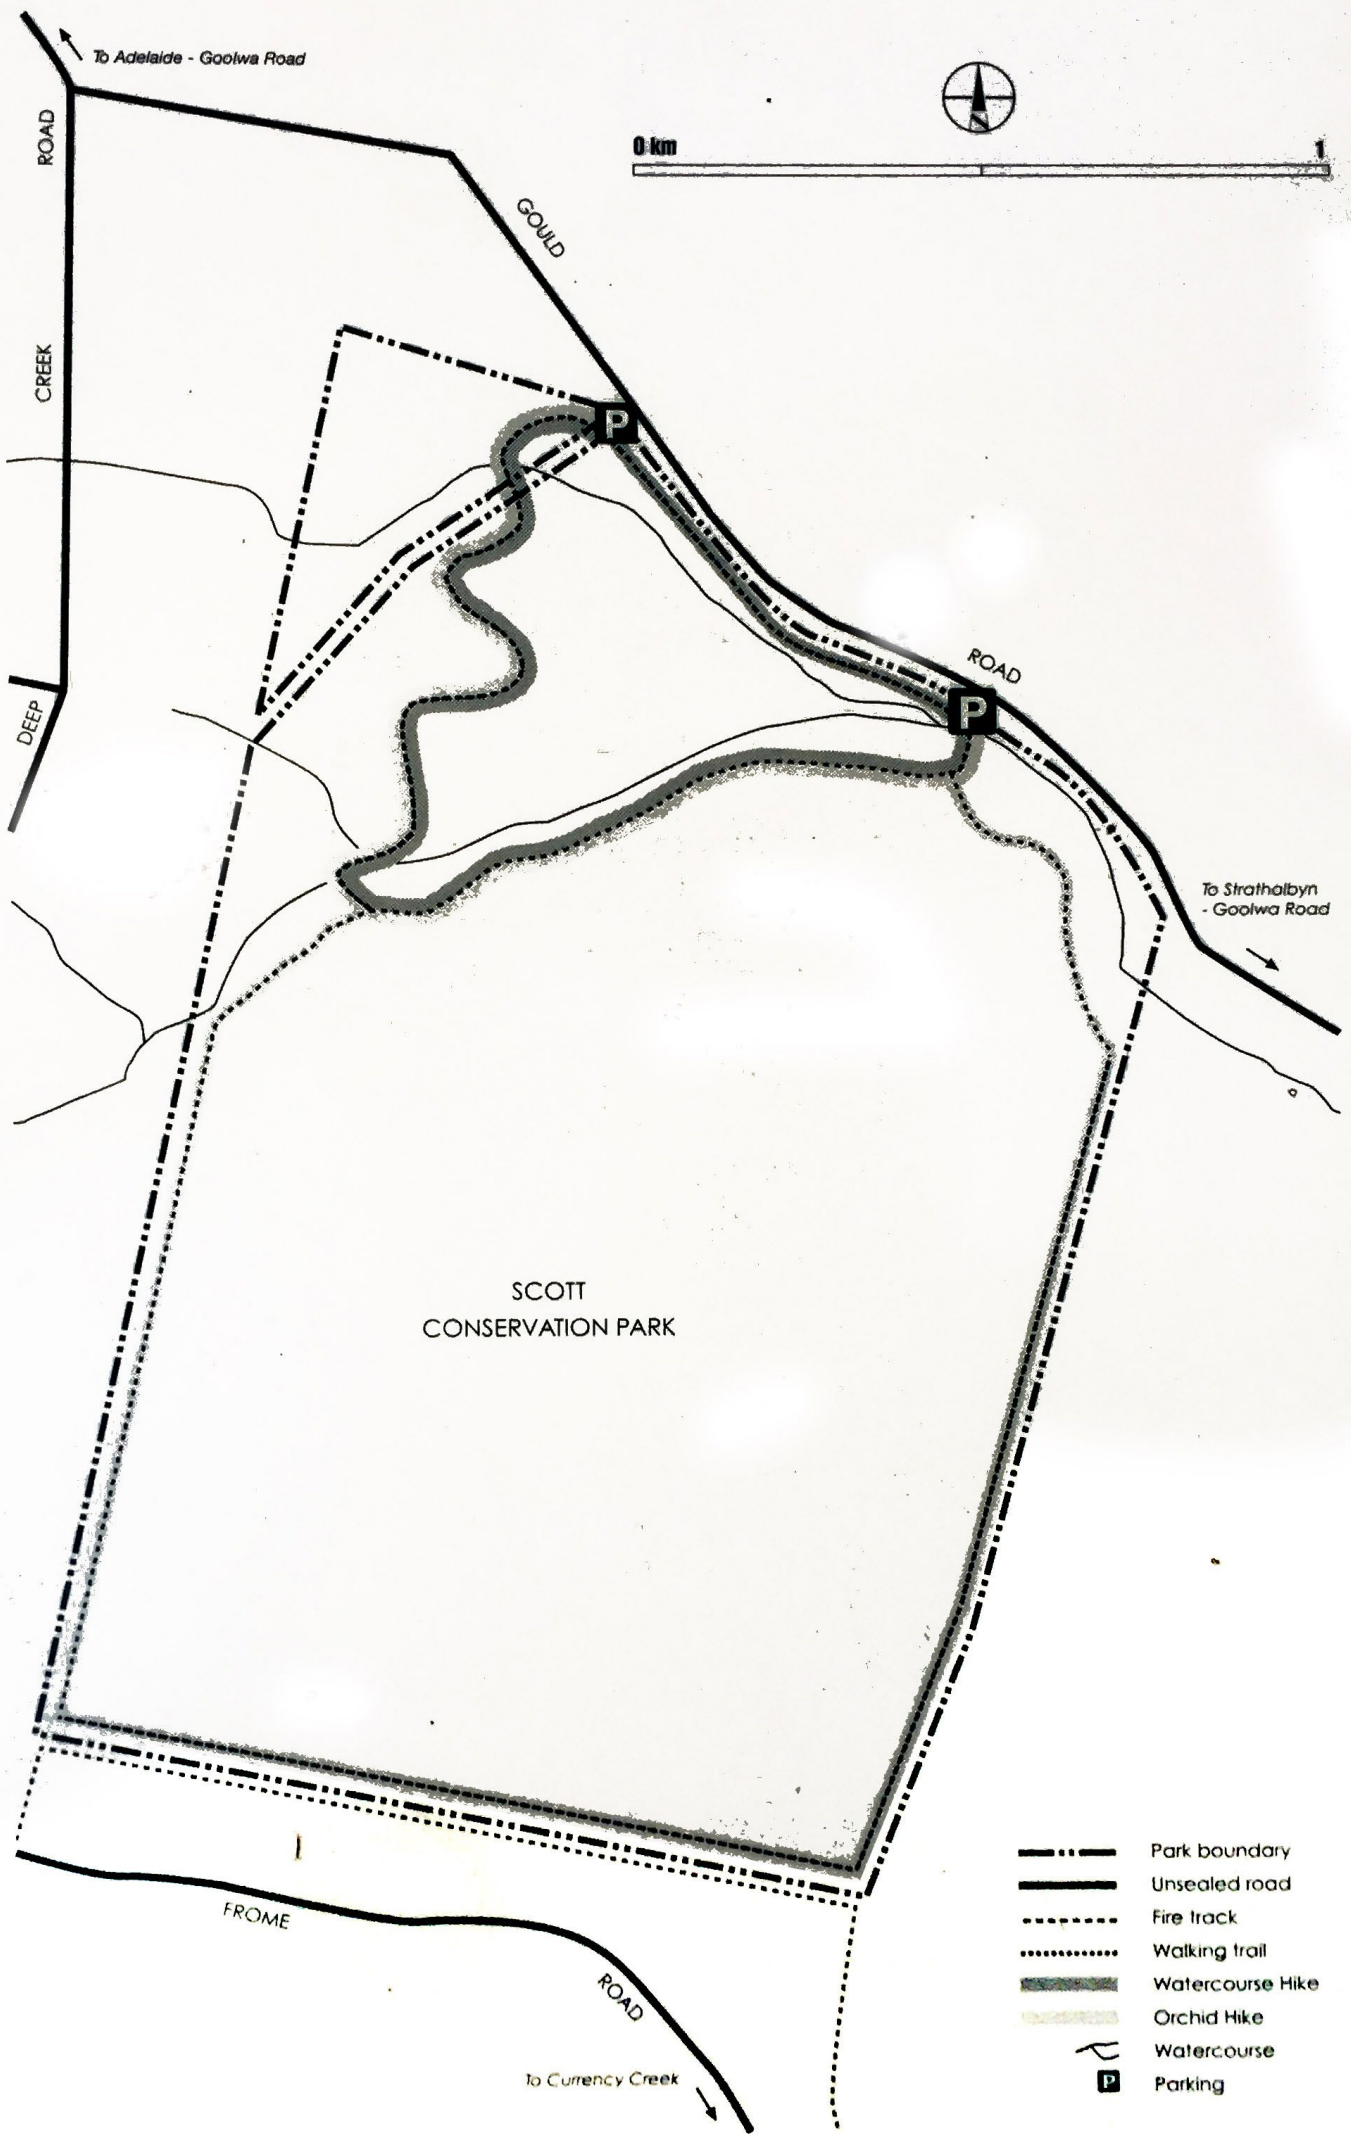 To Adelaide - Goolwa Road
ROAD
CREEK
DEEP
GOULD
ROAD
0 km
1
P
P
To Strathalbyn
- Goolwa Road
SCOTT
CONSERVATION PARK
FROME
ROAD
To Currency Creek
Park boundary
Unsealed road
Fire track
Walking trail
Watercourse Hike
Orchid Hike
Watercourse
P Parking